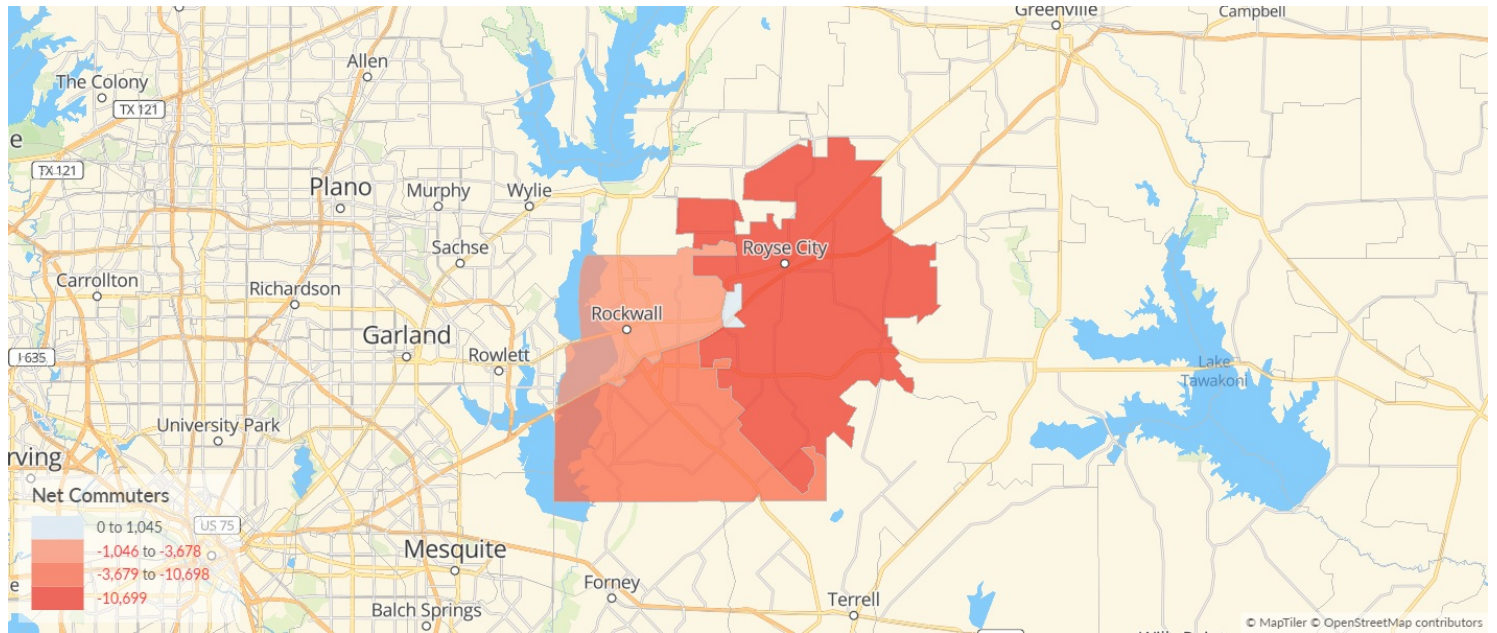 Greenville
Campbell
Allen
The Colony
TX 121
e
TX 121
Plano
Murphy
Wylie
Sachse
Royse City
Carrollton
Richardson
Rockwall
Garland
I 635
Rowlett
Lake
Tawakoni
University Park
rving
Net Commuters
0 to 1,045
US 75
-1,046 to -3,678
Mesquite
-3,679 to -10,698
Forney
-10,699
Terrell
Balch Springs
e
© MapTiler © OpenStreetMap contributors